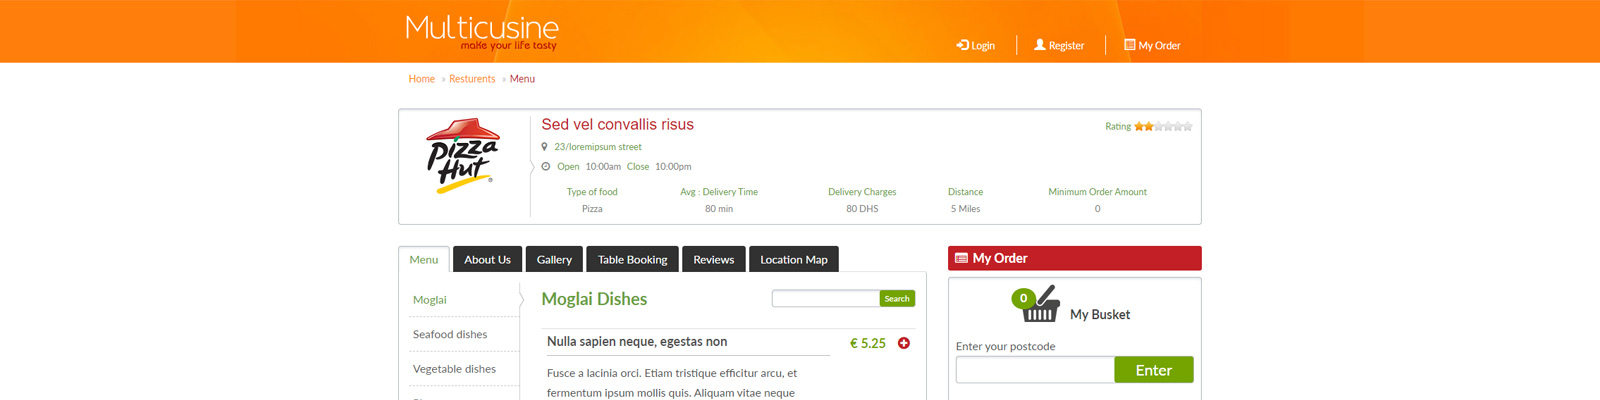 Multicusine
make your life tasty
Login
Register
My Order
Home » Resturents » Menu
Pizza
Hut
Sed vel convallis risus
Rating
23/loremipsum street
Open 10:00am Close 10:00pm
Type of food Avg : Delivery Time Delivery Charges Distance Minimum Order Amount
Pizza 80 min 80 DHS 5 Miles 0
Menu About Us Gallery Table Booking Reviews Location Map
Moglai
Seafood dishes
Vegetable dishes
Moglai Dishes
Search
Nulla sapien neque, egestas non € 5.25
Fusce a lacinia orci. Etiam tristique efficitur arcu, et
fermentum ipsum mollis quis. Aliquam vitae neque
My Order
0
My Busket
Enter your postcode
Enter